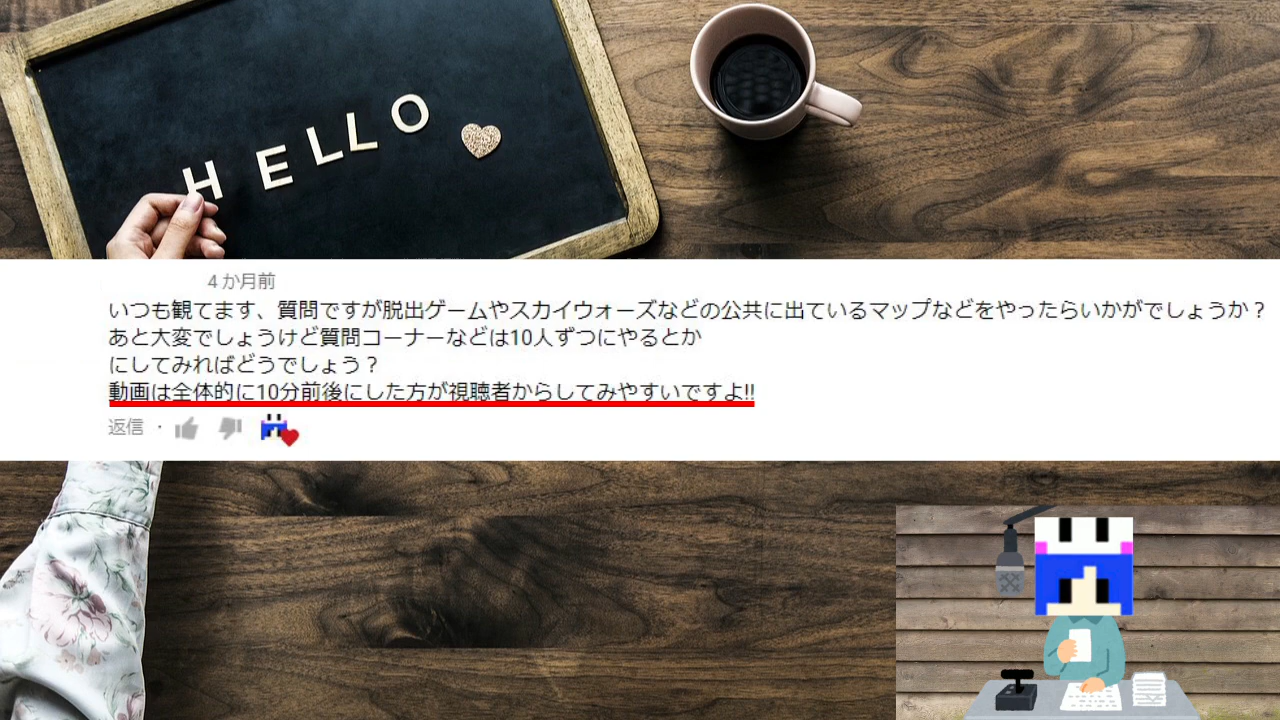 HELLO
4 か月前
いつも観てます、質問ですが脱出ゲームやスカイウォーズなどの公共に出ているマップなどをやったらいかがでしょうか？
あと大変でしょうけど質問コーナーなどは10人ずつにやるとか
にしてみればどうでしょう？
動画は全体的に10分前後にした方が視聴者からしてみやすいですよ!!
返信 ・